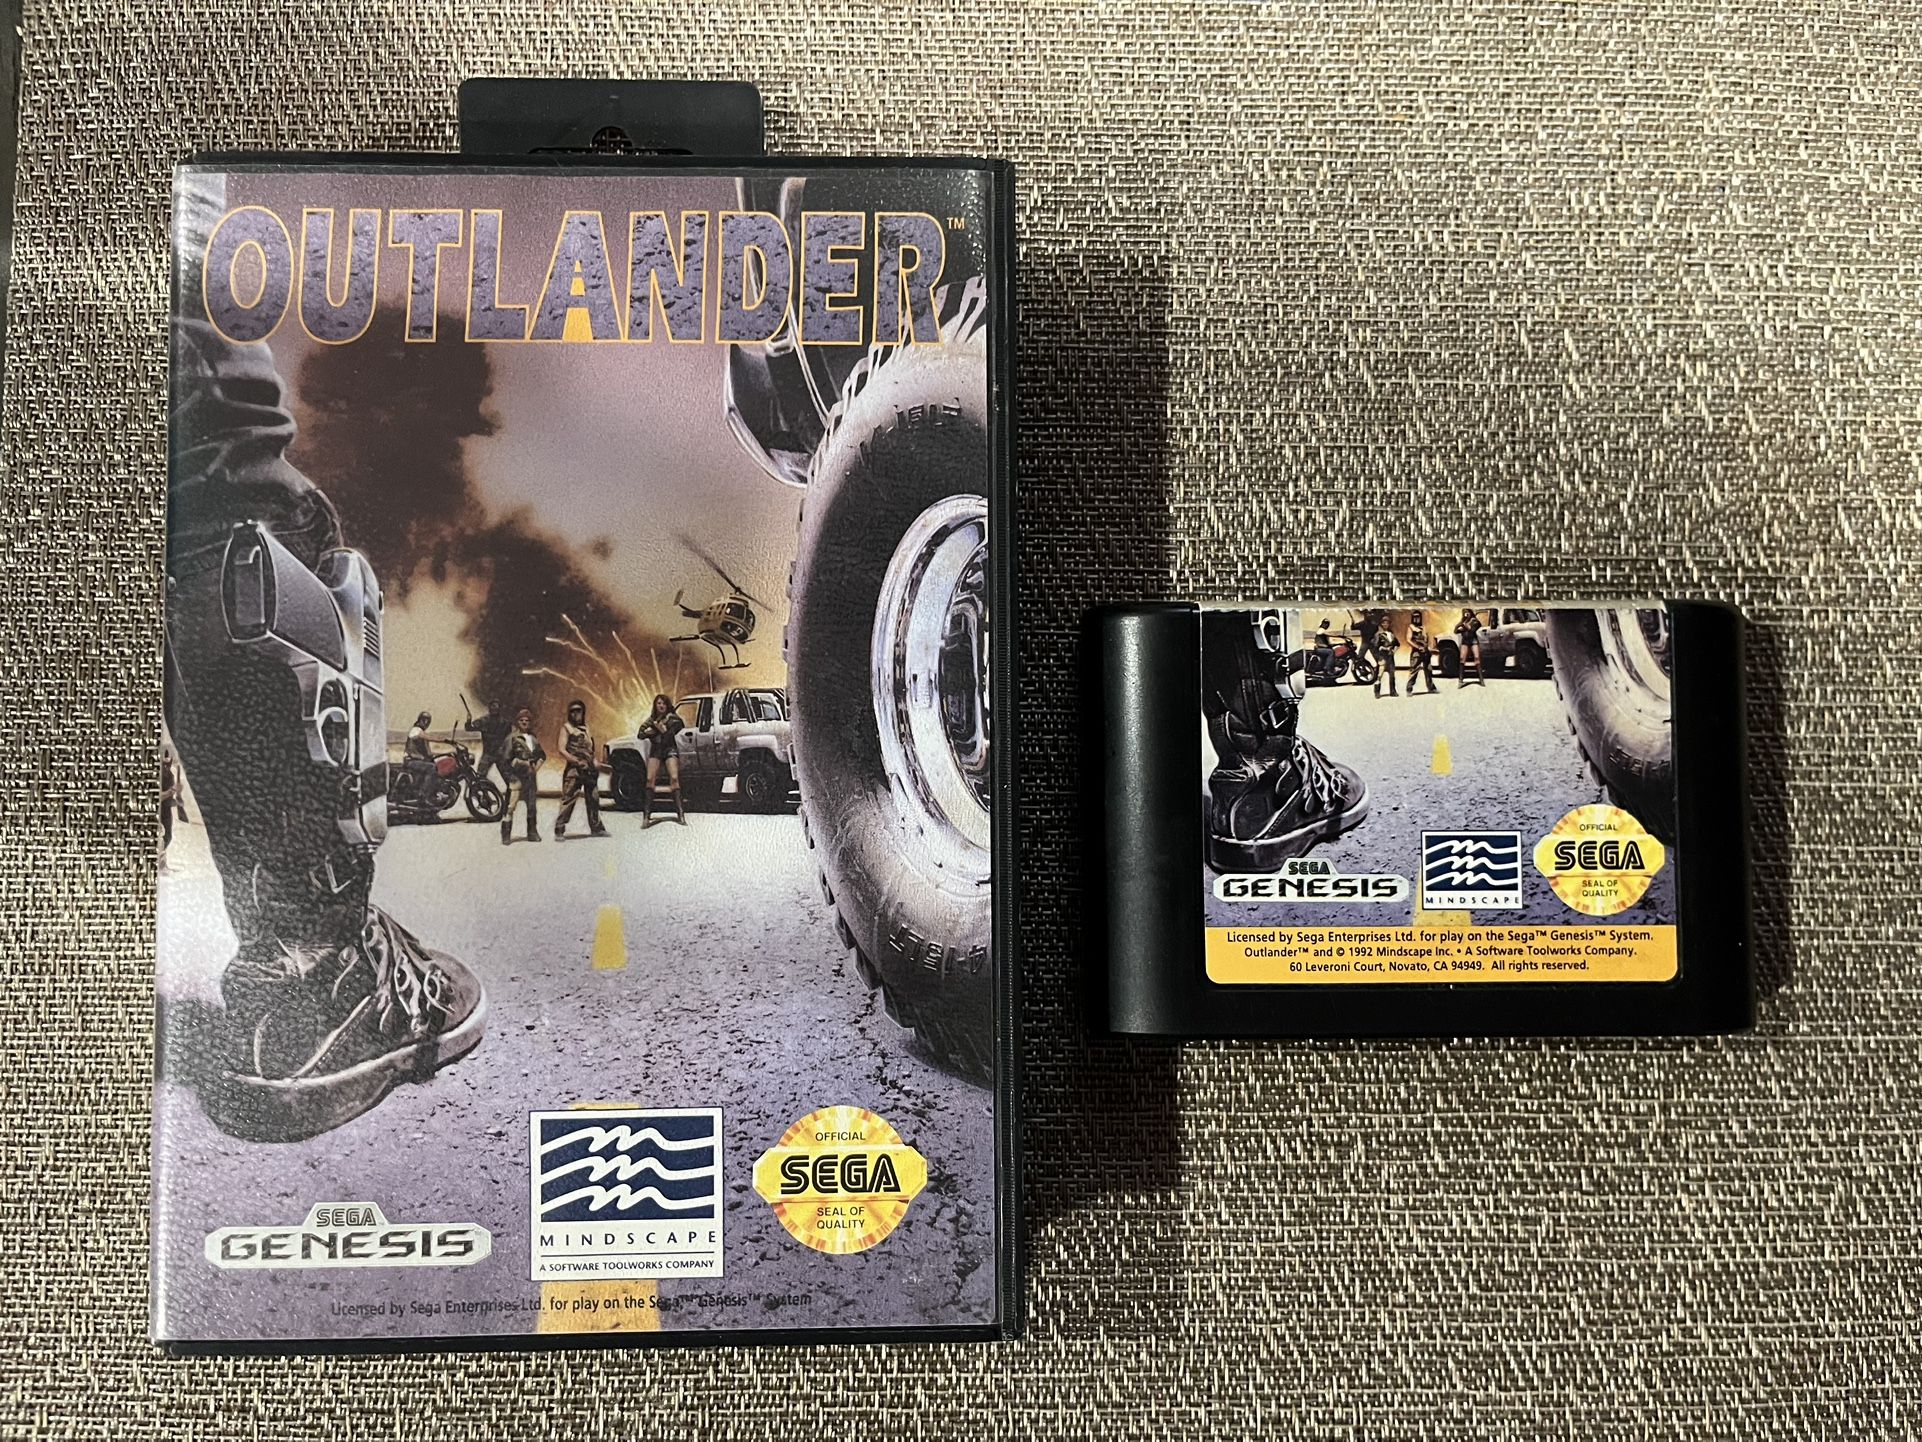 OUTLANDER™
SEGA
GENESIS
MINDSCAPE
A SOFTWARE TOOLWORKS COMPANY
OFFICIAL
SEGA
SEAL OF
QUALITY
Licensed by Sega Enterprises Ltd. for play on the Sega™ Genesis™ System
SEGA
GENESIS
MINDSCAPE
OFFICIAL
SEGA
SEAL OF
QUALITY
Licensed by Sega Enterprises Ltd. for play on the Sega™ Genesis™ System.
Outlander™ and © 1992 Mindscape Inc. • A Software Toolworks Company.
60 Leveroni Court, Novato, CA 94949. All rights reserved.